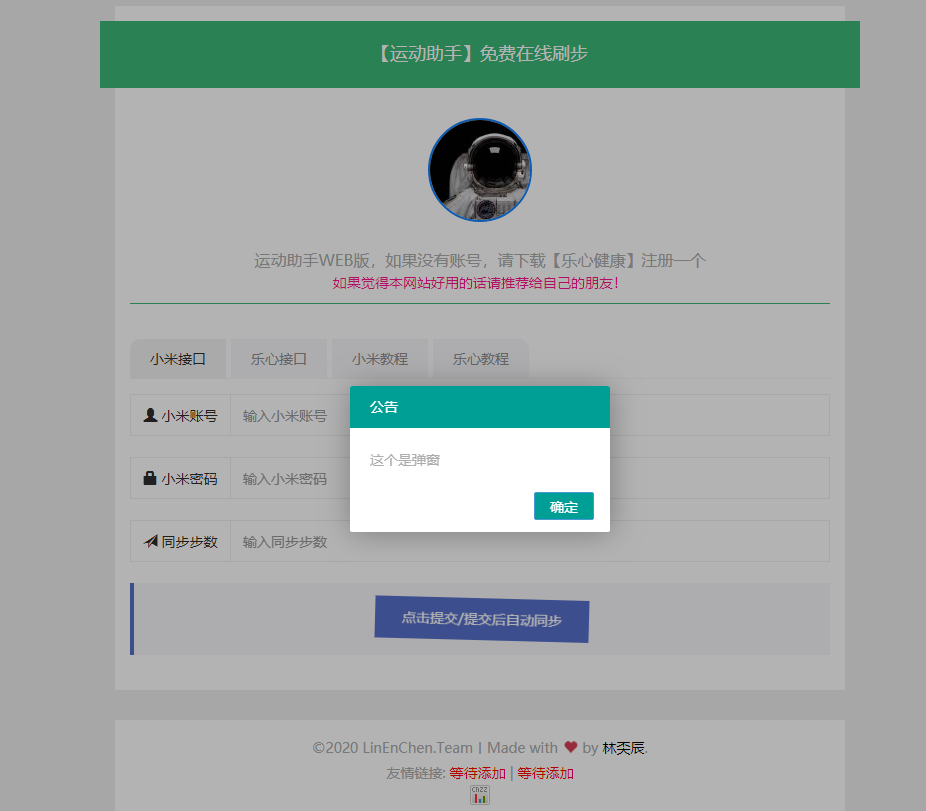 【运动助手】免费在线刷步
运动助手WEB版，如果没有账号，请下载【乐心健康】注册一个
如果觉得本网站好用的话请推荐给自己的朋友！
小米接口 乐心接口 小米教程 乐心教程
公告
小米账号 输入小米账号
这个是弹窗
小米密码 输入小米密码
确定
同步步数 输入同步步数
点击提交/提交后自动同步
©2020 LinEnChen.Team | Made with ❤ by 林奕辰.
友情链接: 等待添加 | 等待添加
cnzz